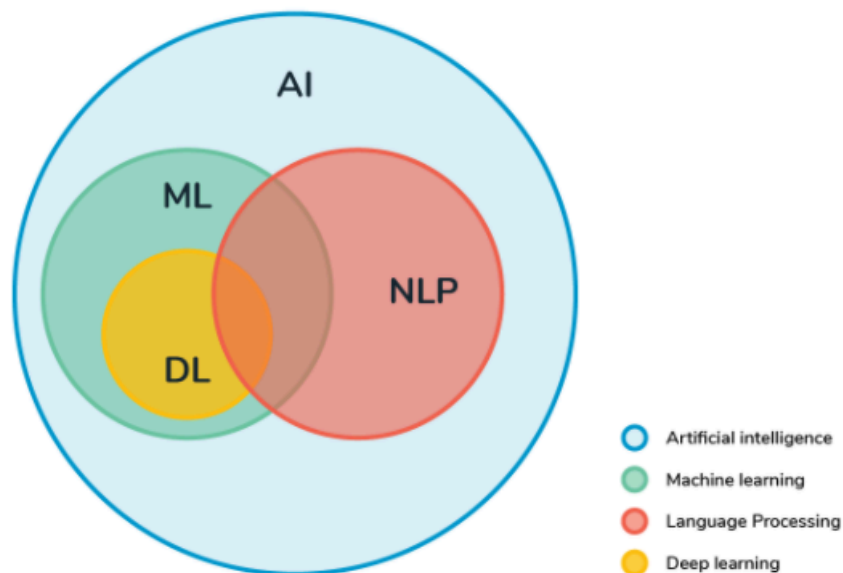 AI
ML
NLP
DL
Artificial intelligence
Machine learning
Language Processing
Deep learning